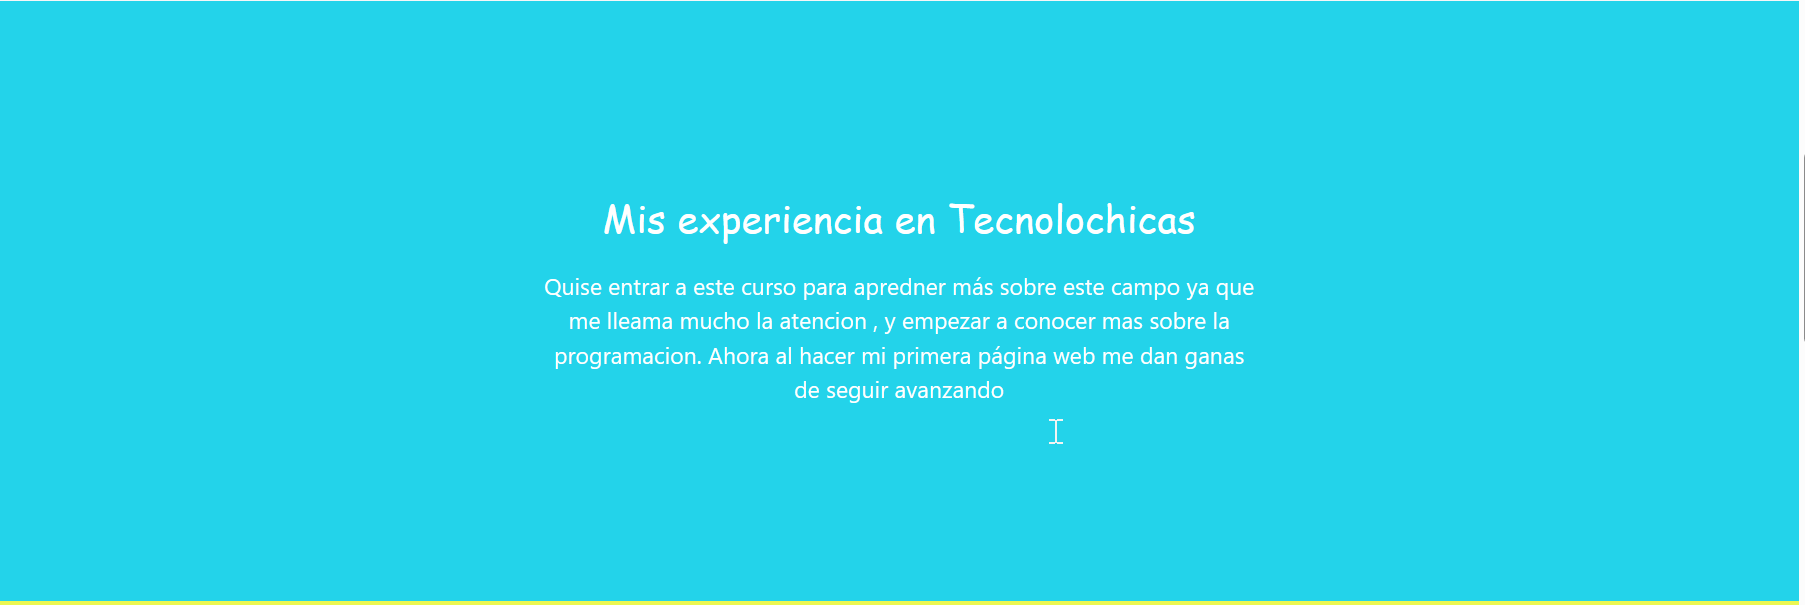 Mis experiencia en Tecnolochicas
Quise entrar a este curso para apredner más sobre este campo ya que
me lleama mucho la atencion , y empezar a conocer mas sobre la
programacion. Ahora al hacer mi primera página web me dan ganas
de seguir avanzando